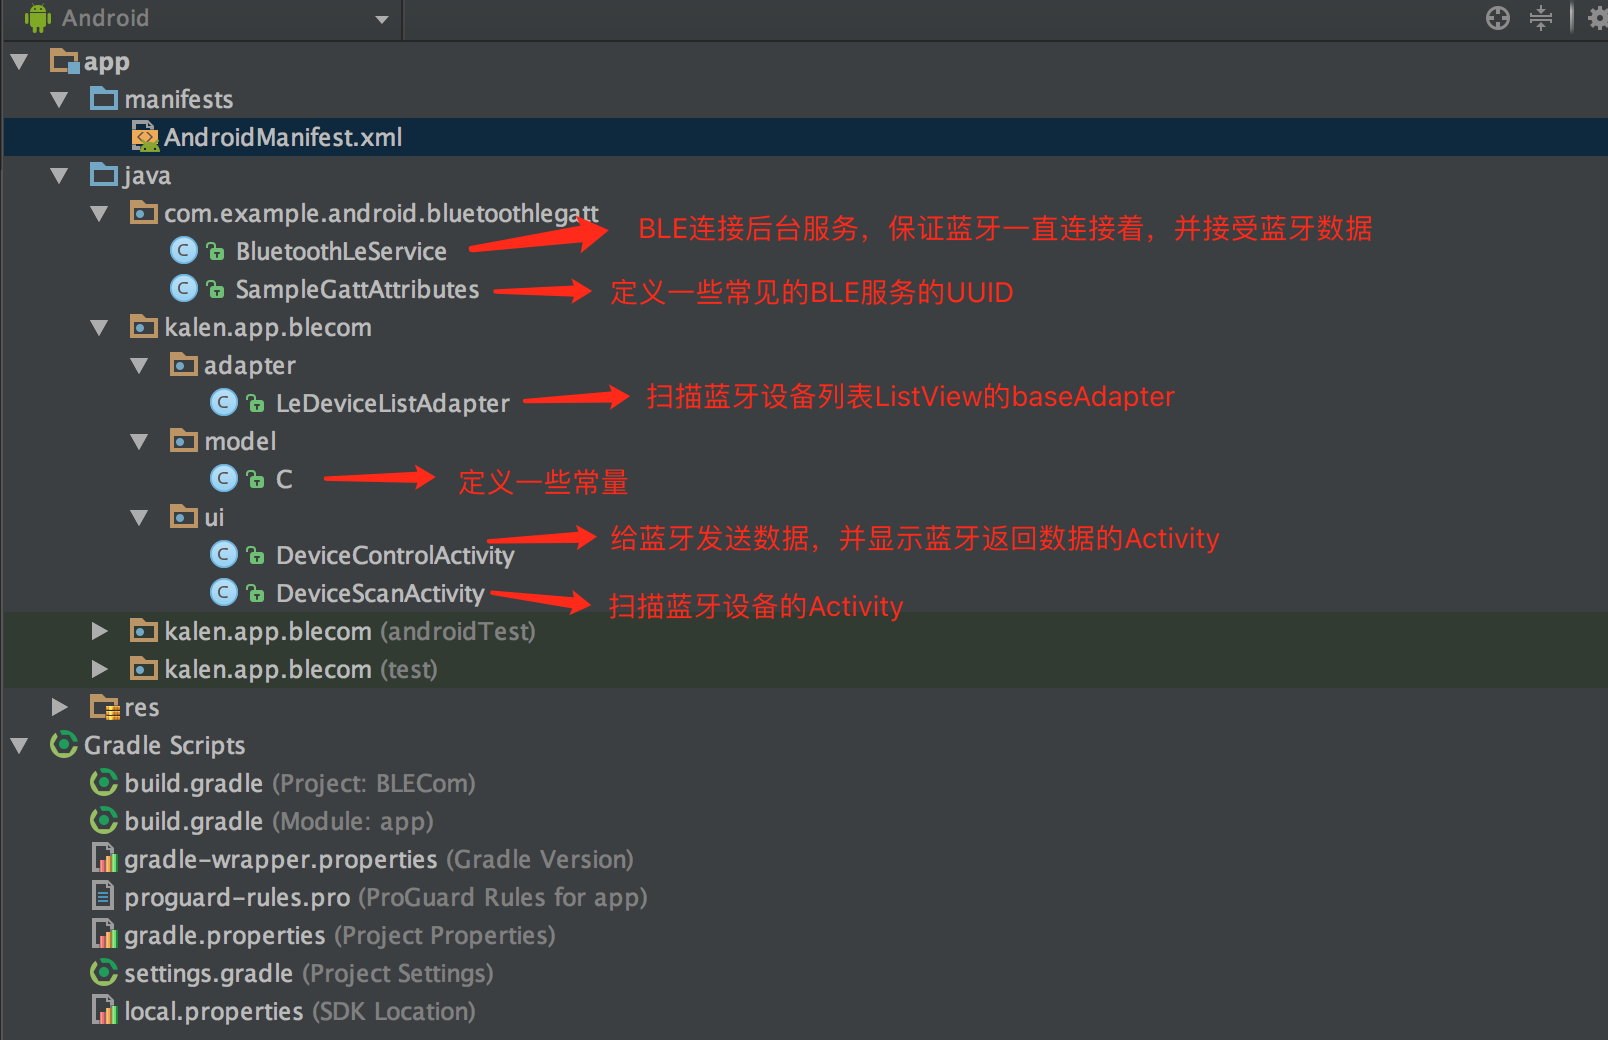 Android
app
manifests
AndroidManifest.xml
java
com.example.android.bluetoothlegatt
BLE连接后台服务，保证蓝牙一直连接着，并接受蓝牙数据
C BluetoothLeService
C SampleGattAttributes
定义一些常见的BLE服务的UUID
kalen.app.blecom
adapter
C LeDeviceListAdapter
扫描蓝牙设备列表ListView的baseAdapter
model
C C
定义一些常量
ui
给蓝牙发送数据，并显示蓝牙返回数据的Activity
C DeviceControlActivity
C DeviceScanActivity
扫描蓝牙设备的Activity
kalen.app.blecom (androidTest)
kalen.app.blecom (test)
res
Gradle Scripts
build.gradle (Project: BLECom)
build.gradle (Module: app)
gradle-wrapper.properties (Gradle Version)
proguard-rules.pro (ProGuard Rules for app)
gradle.properties (Project Properties)
settings.gradle (Project Settings)
local.properties (SDK Location)